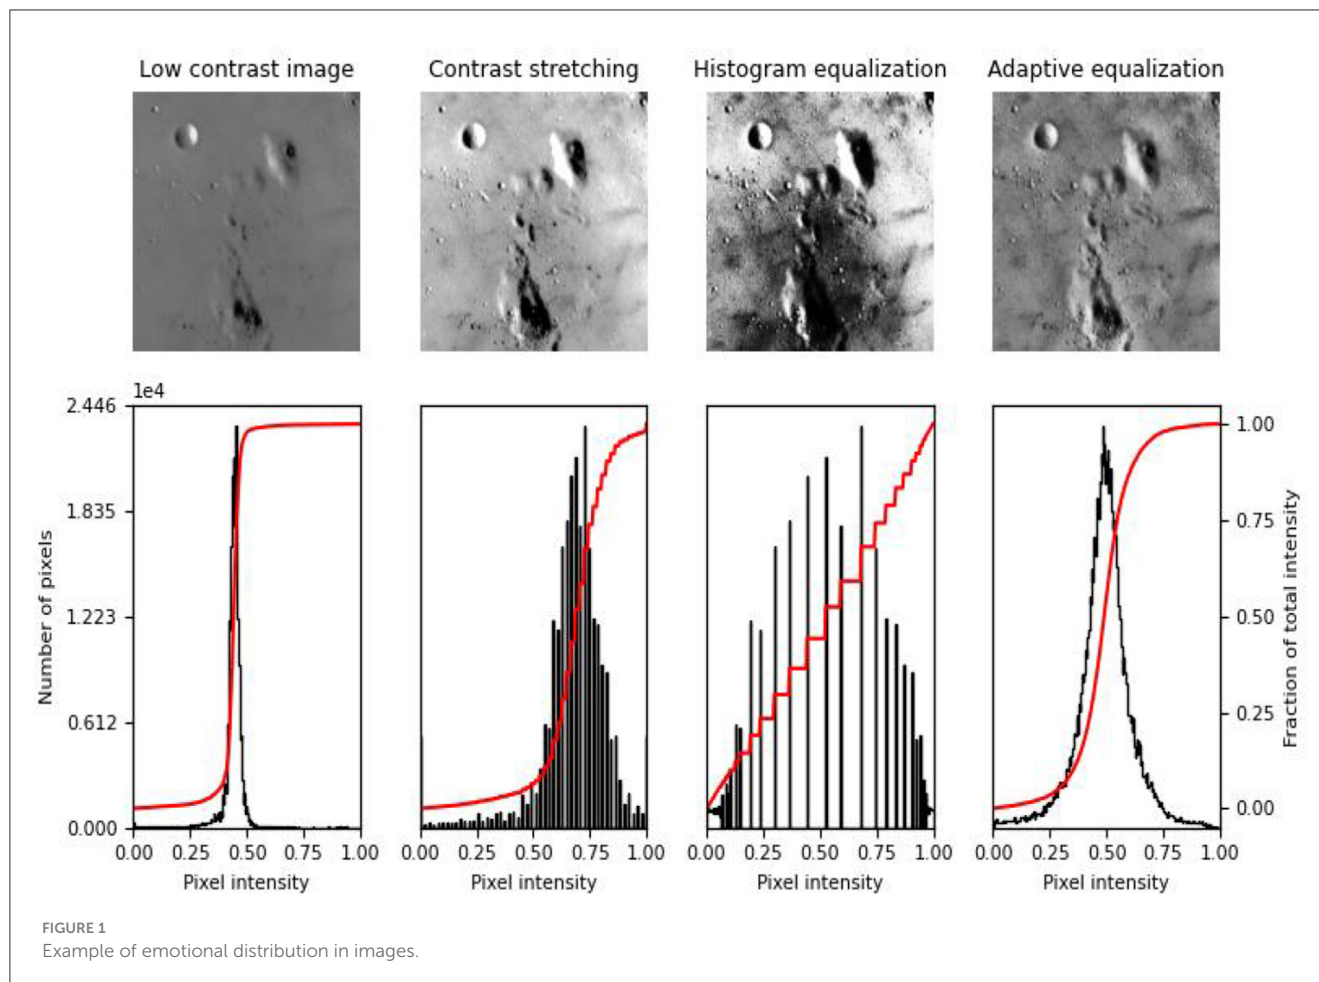 Low contrast image
Contrast stretching
Histogram equalization
Adaptive equalization
1e4
2.446
1.835
1.223
0.612
0.000
Number of pixels
0.00 0.25 0.50 0.75 1.00
Pixel intensity
0.00 0.25 0.50 0.75 1.00
Pixel intensity
0.00 0.25 0.50 0.75 1.00
Pixel intensity
0.00 0.25 0.50 0.75 1.00
Pixel intensity
1.00
0.75
0.50
0.25
0.00
Fraction of total intensity
FIGURE 1
Example of emotional distribution in images.